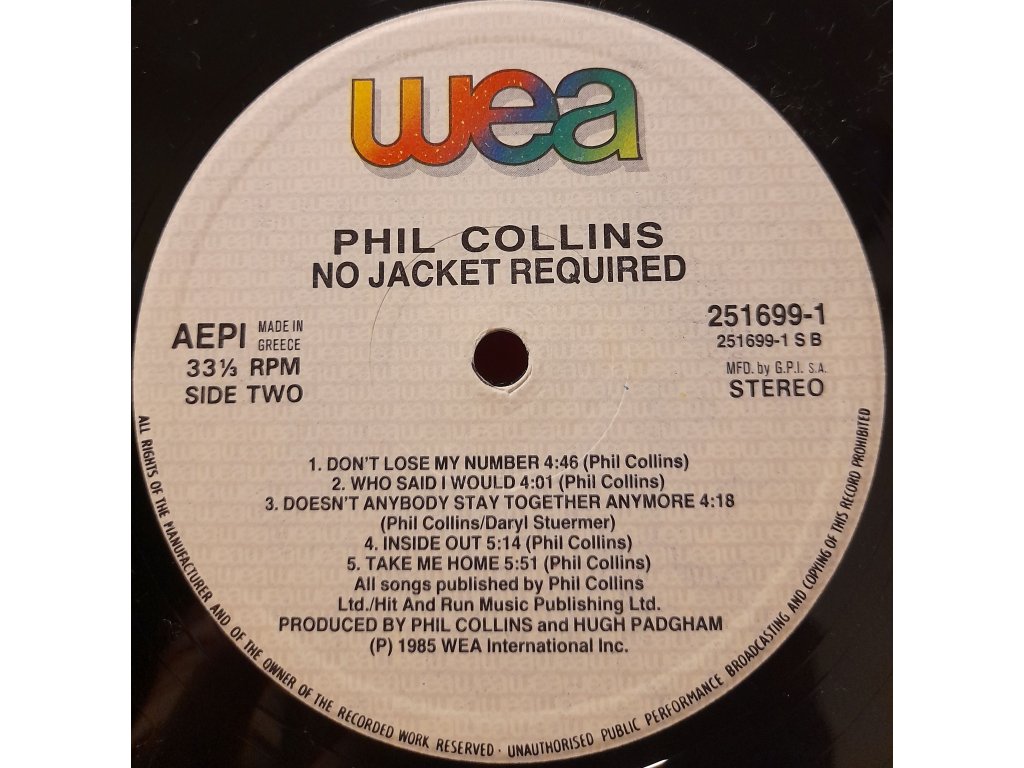 wea
PHIL COLLINS
NO JACKET REQUIRED
AEPI MADE IN GREECE
33⅓ RPM
SIDE TWO
251699-1
251699-1 S B
MFD. by G.P.I. S.A.
STEREO
1. DON'T LOSE MY NUMBER 4:46 (Phil Collins)
2. WHO SAID I WOULD 4:01 (Phil Collins)
3. DOESN'T ANYBODY STAY TOGETHER ANYMORE 4:18
(Phil Collins/Daryl Stuermer)
4. INSIDE OUT 5:14 (Phil Collins)
5. TAKE ME HOME 5:51 (Phil Collins)
All songs published by Phil Collins
Ltd./Hit And Run Music Publishing Ltd.
PRODUCED BY PHIL COLLINS and HUGH PADGHAM
(P) 1985 WEA International Inc.
ALL RIGHTS OF THE MANUFACTURER AND OF THE OWNER OF THE RECORDED WORK RESERVED · UNAUTHORISED PUBLIC PERFORMANCE BROADCASTING AND COPYING OF THIS RECORD PROHIBITED